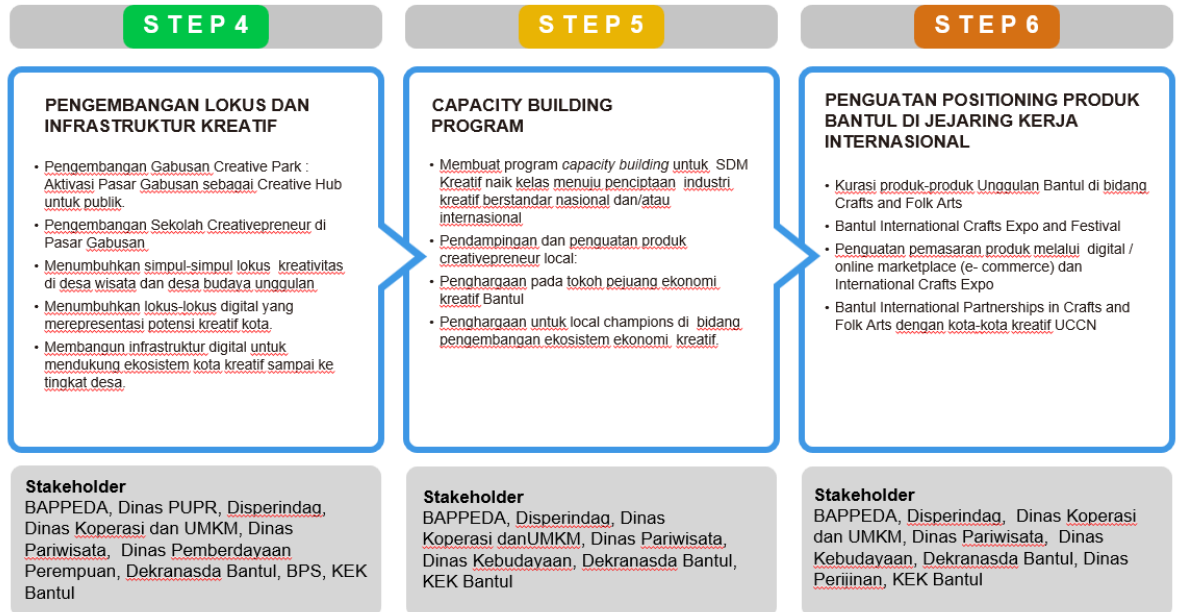 STEP 4
PENGEMBANGAN LOKUS DAN
INFRASTRUKTUR KREATIF
• Pengembangan Gabusan Creative Park :
Aktivasi Pasar Gabusan sebagai Creative Hub
untuk publik.
• Pengembangan Sekolah Creativepreneur di
Pasar Gabusan
• Menumbuhkan simpul-simpul lokus kreativitas
di desa wisata dan desa budaya unggulan
• Menumbuhkan lokus-lokus digital yang
merepresentasi potensi kreatif kota.
• Membangun infrastruktur digital untuk
mendukung ekosistem kota kreatif sampai ke
tingkat desa.
Stakeholder
BAPPEDA, Dinas PUPR, Disperindag,
Dinas Koperasi dan UMKM, Dinas
Pariwisata, Dinas Pemberdayaan
Perempuan, Dekranasda Bantul, BPS, KEK
Bantul
STEP 5
CAPACITY BUILDING
PROGRAM
• Membuat program capacity building untuk SDM
Kreatif naik kelas menuju penciptaan industri
kreatif berstandar nasional dan/atau
internasional
• Pendampingan dan penguatan produk
creativepreneur local:
• Penghargaan pada tokoh pejuang ekonomi
kreatif Bantul
• Penghargaan untuk local champions di bidang
pengembangan ekosistem ekonomi kreatif.
Stakeholder
BAPPEDA, Disperindag, Dinas
Koperasi danUMKM, Dinas Pariwisata,
Dinas Kebudayaan, Dekranasda Bantul,
KEK Bantul
STEP 6
PENGUATAN POSITIONING PRODUK
BANTUL DI JEJARING KERJA
INTERNASIONAL
• Kurasi produk-produk Unggulan Bantul di bidang
Crafts and Folk Arts
• Bantul International Crafts Expo and Festival
• Penguatan pemasaran produk melalui digital /
online marketplace (e- commerce) dan
International Crafts Expo
• Bantul International Partnerships in Crafts and
Folk Arts dengan kota-kota kreatif UCCN
Stakeholder
BAPPEDA, Disperindag, Dinas Koperasi
dan UMKM, Dinas Pariwisata, Dinas
Kebudayaan, Dekranasda Bantul, Dinas
Perijinan, KEK Bantul